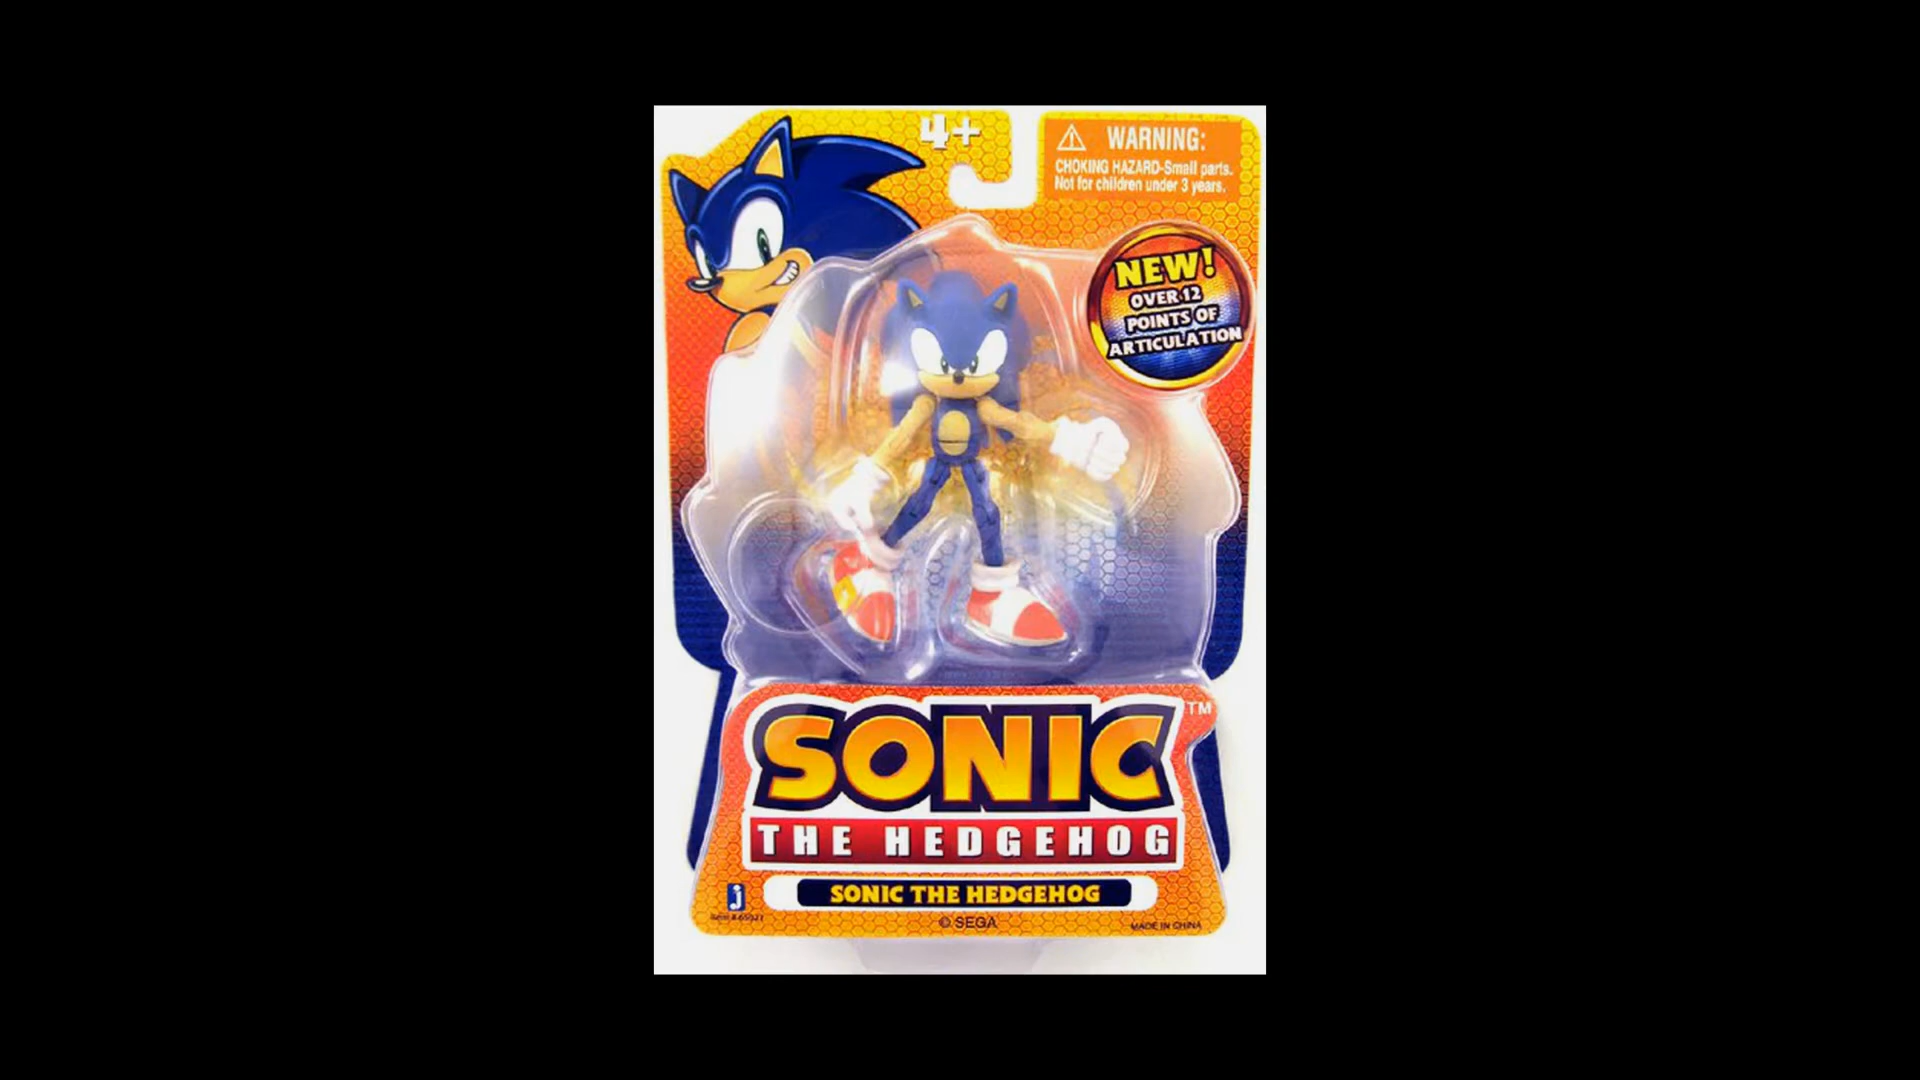 4+
WARNING:
CHOKING HAZARD-Small parts.
Not for children under 3 years.
NEW!
OVER 12
POINTS OF
ARTICULATION
SONIC
TM
THE HEDGEHOG
SONIC THE HEDGEHOG
j
© SEGA
MADE IN CHINA